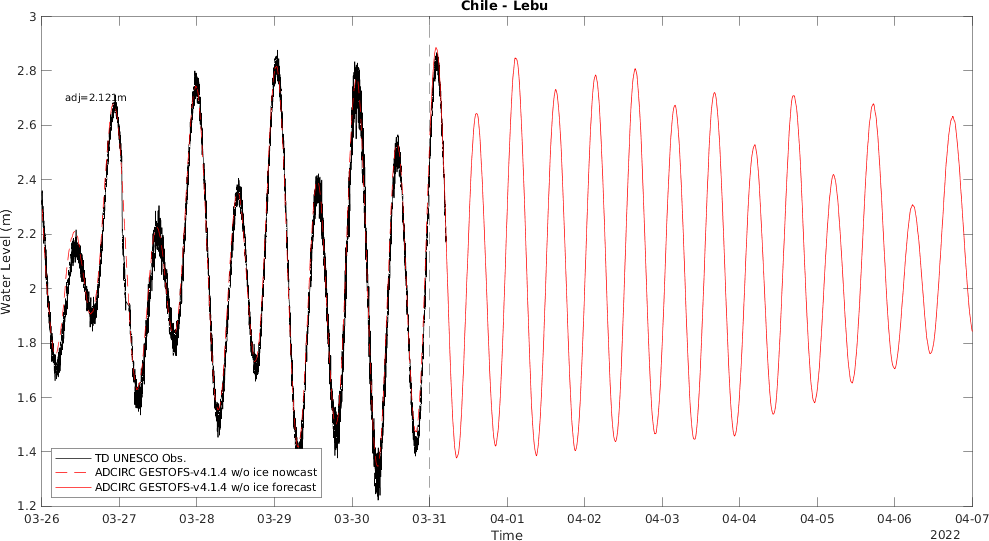 Chile - Lebu
3
2.8
2.6
2.4
2.2
2
1.8
1.6
1.4
1.2
Water Level (m)
adj=2.121m
TD UNESCO Obs.
ADCIRC GESTOFS-v4.1.4 w/o ice nowcast
ADCIRC GESTOFS-v4.1.4 w/o ice forecast
03-26 03-27 03-28 03-29 03-30 03-31 04-01 04-02 04-03 04-04 04-05 04-06 04-07
Time
2022